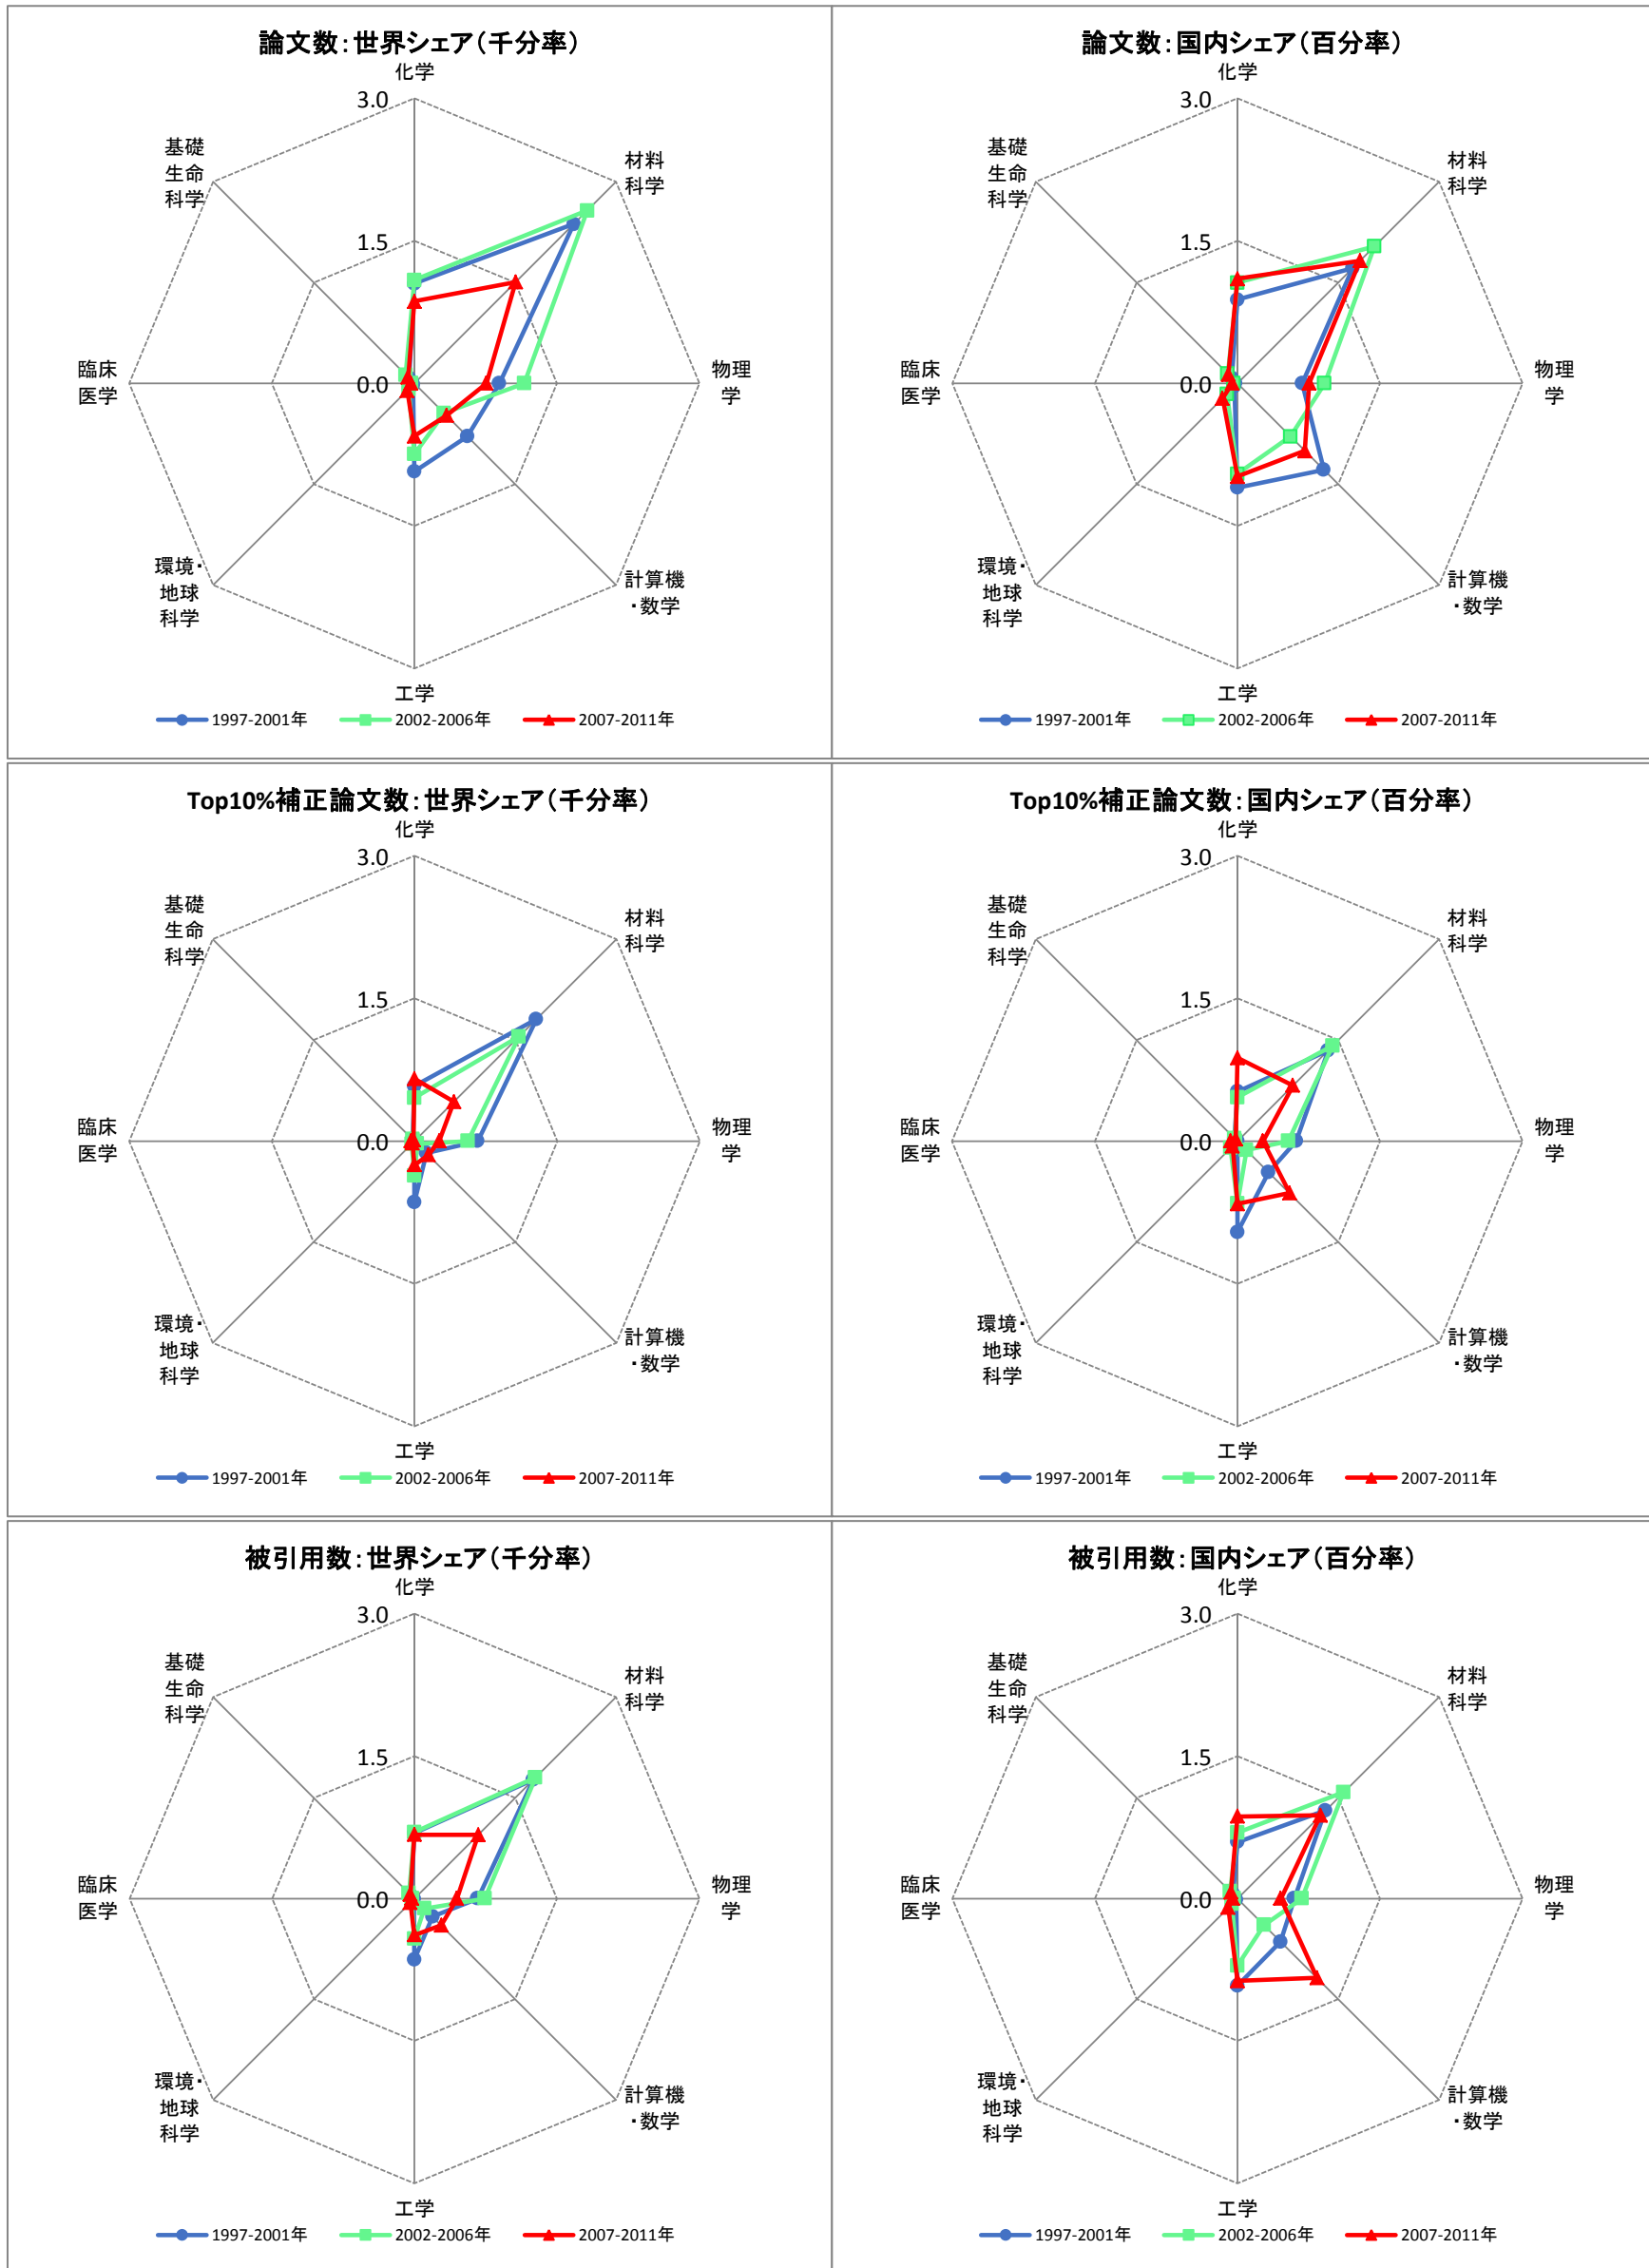 論文数：世界シェア（千分率）
化学
3.0
基礎
生命
科学
材料
科学
1.5
臨床
医学
0.0
物理
学
環境・
地球
科学
計算機
・数学
工学
1997-2001年 2002-2006年 2007-2011年
論文数：国内シェア（百分率）
化学
3.0
基礎
生命
科学
材料
科学
1.5
臨床
医学
0.0
物理
学
環境・
地球
科学
計算機
・数学
工学
1997-2001年 2002-2006年 2007-2011年
Top10%補正論文数：世界シェア（千分率）
化学
3.0
基礎
生命
科学
材料
科学
1.5
臨床
医学
0.0
物理
学
環境・
地球
科学
計算機
・数学
工学
1997-2001年 2002-2006年 2007-2011年
Top10%補正論文数：国内シェア（百分率）
化学
3.0
基礎
生命
科学
材料
科学
1.5
臨床
医学
0.0
物理
学
環境・
地球
科学
計算機
・数学
工学
1997-2001年 2002-2006年 2007-2011年
被引用数：世界シェア（千分率）
化学
3.0
基礎
生命
科学
材料
科学
1.5
臨床
医学
0.0
物理
学
環境・
地球
科学
計算機
・数学
工学
1997-2001年 2002-2006年 2007-2011年
被引用数：国内シェア（百分率）
化学
3.0
基礎
生命
科学
材料
科学
1.5
臨床
医学
0.0
物理
学
環境・
地球
科学
計算機
・数学
工学
1997-2001年 2002-2006年 2007-2011年